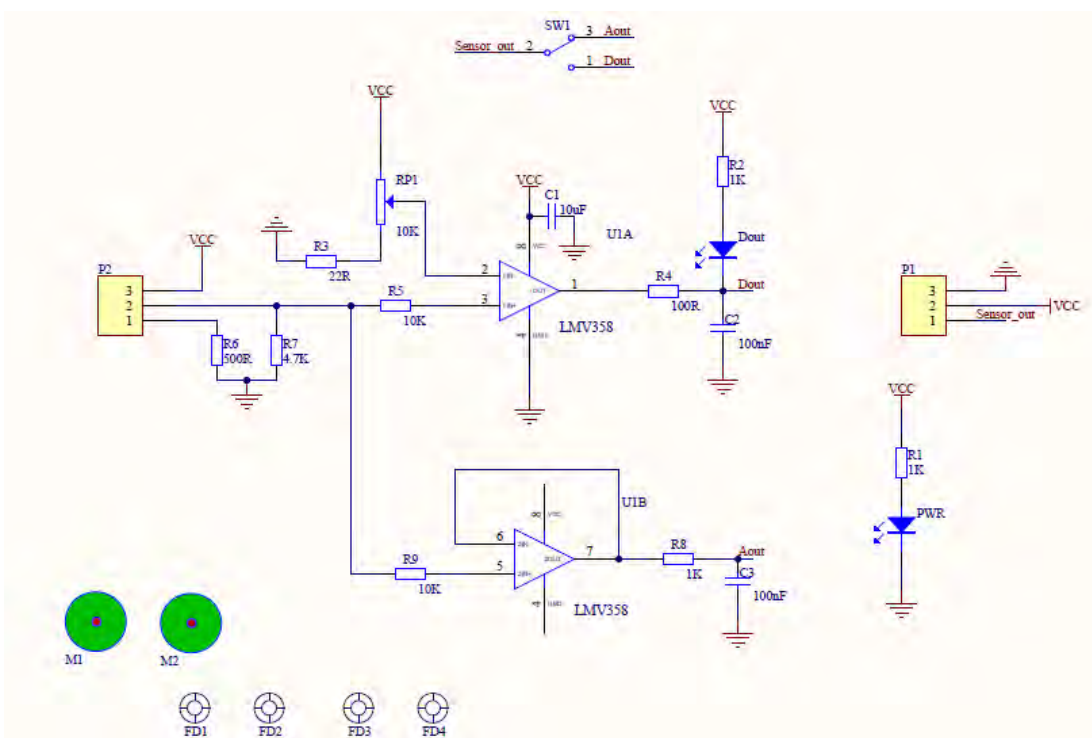 SW1
3 Aout
Sensor_out 2
1 Dout
VCC
VCC
R2
1K
RP1
10K
VCC
C1
10uF
U1A
Dout
R3
22R
VCC
P2
3
2
1
2
1
3
R5
10K
LMV358
R4
100R
Dout
C2
100nF
P1
3
2
1
VCC
Sensor_out
R6
500R
R7
4.7K
VCC
R1
1K
PWR
U1B
6
7
5
4
R8
1K
Aout
C3
100nF
R9
10K
LMV358
M1
M2
FD1
FD2
FD3
FD4